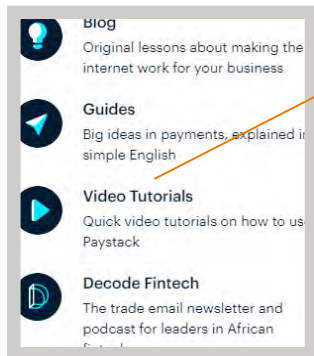 Blog
Original lessons about making the
internet work for your business
Guides
Big ideas in payments, explained in
simple English
Video Tutorials
Quick video tutorials on how to us
Paystack
Decode Fintech
The trade email newsletter and
podcast for leaders in African